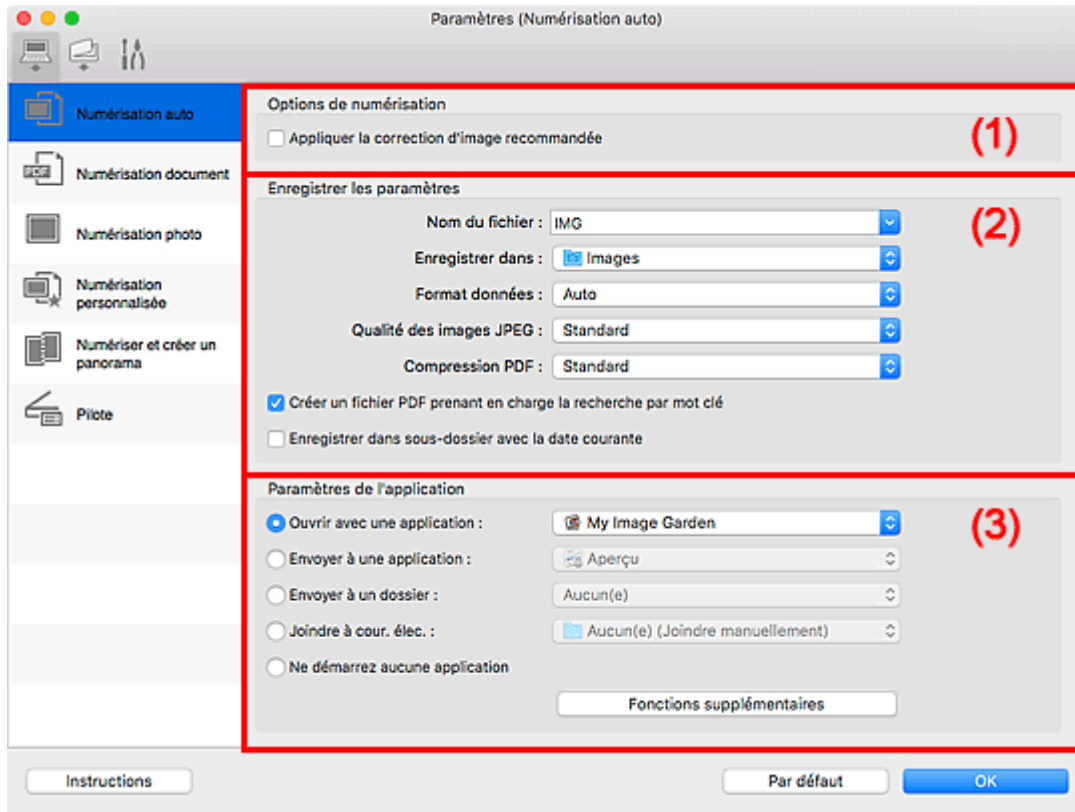 Paramètres (Numérisation auto)
Numérisation auto
Numérisation document
Numérisation photo
Numérisation
personnalisée
Numériser et créer un
panorama
Pilote
PDF
Options de numérisation
Appliquer la correction d'image recommandée
(1)
Enregistrer les paramètres
(2)
Nom du fichier : IMG
Enregistrer dans : Images
Format données : Auto
Qualité des images JPEG : Standard
Compression PDF : Standard
Créer un fichier PDF prenant en charge la recherche par mot clé
Enregistrer dans sous-dossier avec la date courante
Paramètres de l'application
(3)
Ouvrir avec une application : My Image Garden
Envoyer à une application : Aperçu
Envoyer à un dossier : Aucun(e)
Joindre à cour. élec. : Aucun(e) (Joindre manuellement)
Ne démarrez aucune application
Fonctions supplémentaires
Instructions
Par défaut
OK